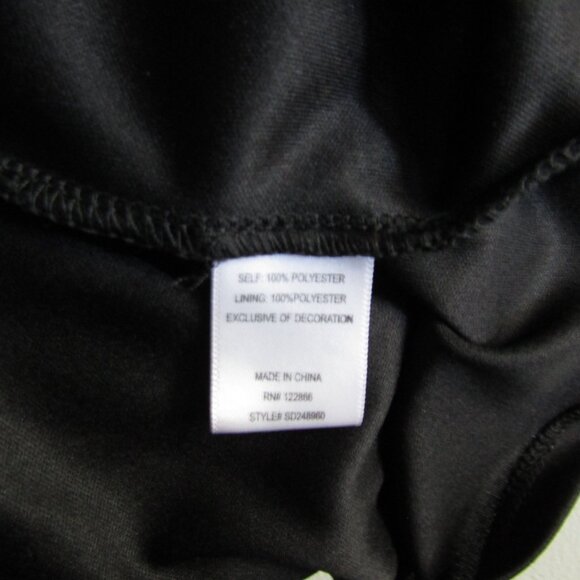 SELF: 100% POLYESTER
LINING: 100%POLYESTER
EXCLUSIVE OF DECORATION
MADE IN CHINA
RN# 122866
STYLE# SD248960